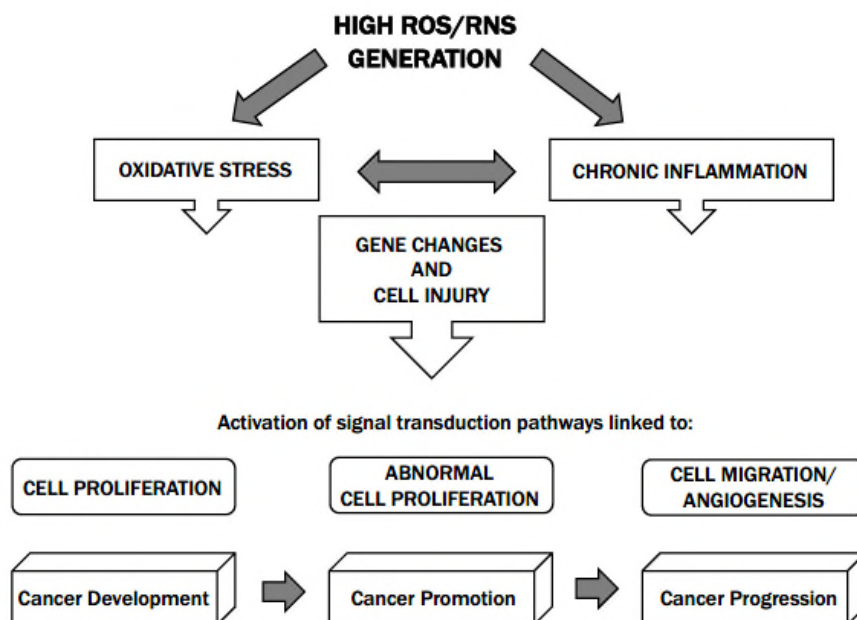 HIGH ROS/RNS
GENERATION
OXIDATIVE STRESS
CHRONIC INFLAMMATION
GENE CHANGES
AND
CELL INJURY
Activation of signal transduction pathways linked to:
CELL PROLIFERATION
ABNORMAL
CELL PROLIFERATION
CELL MIGRATION/
ANGIOGENESIS
Cancer Development
Cancer Promotion
Cancer Progression